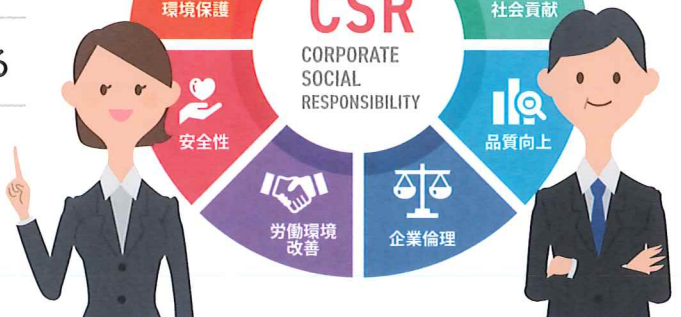 環境保護
CSR
社会貢献
CORPORATE
SOCIAL
RESPONSIBILITY
安全性
品質向上
労働環境
改善
企業倫理